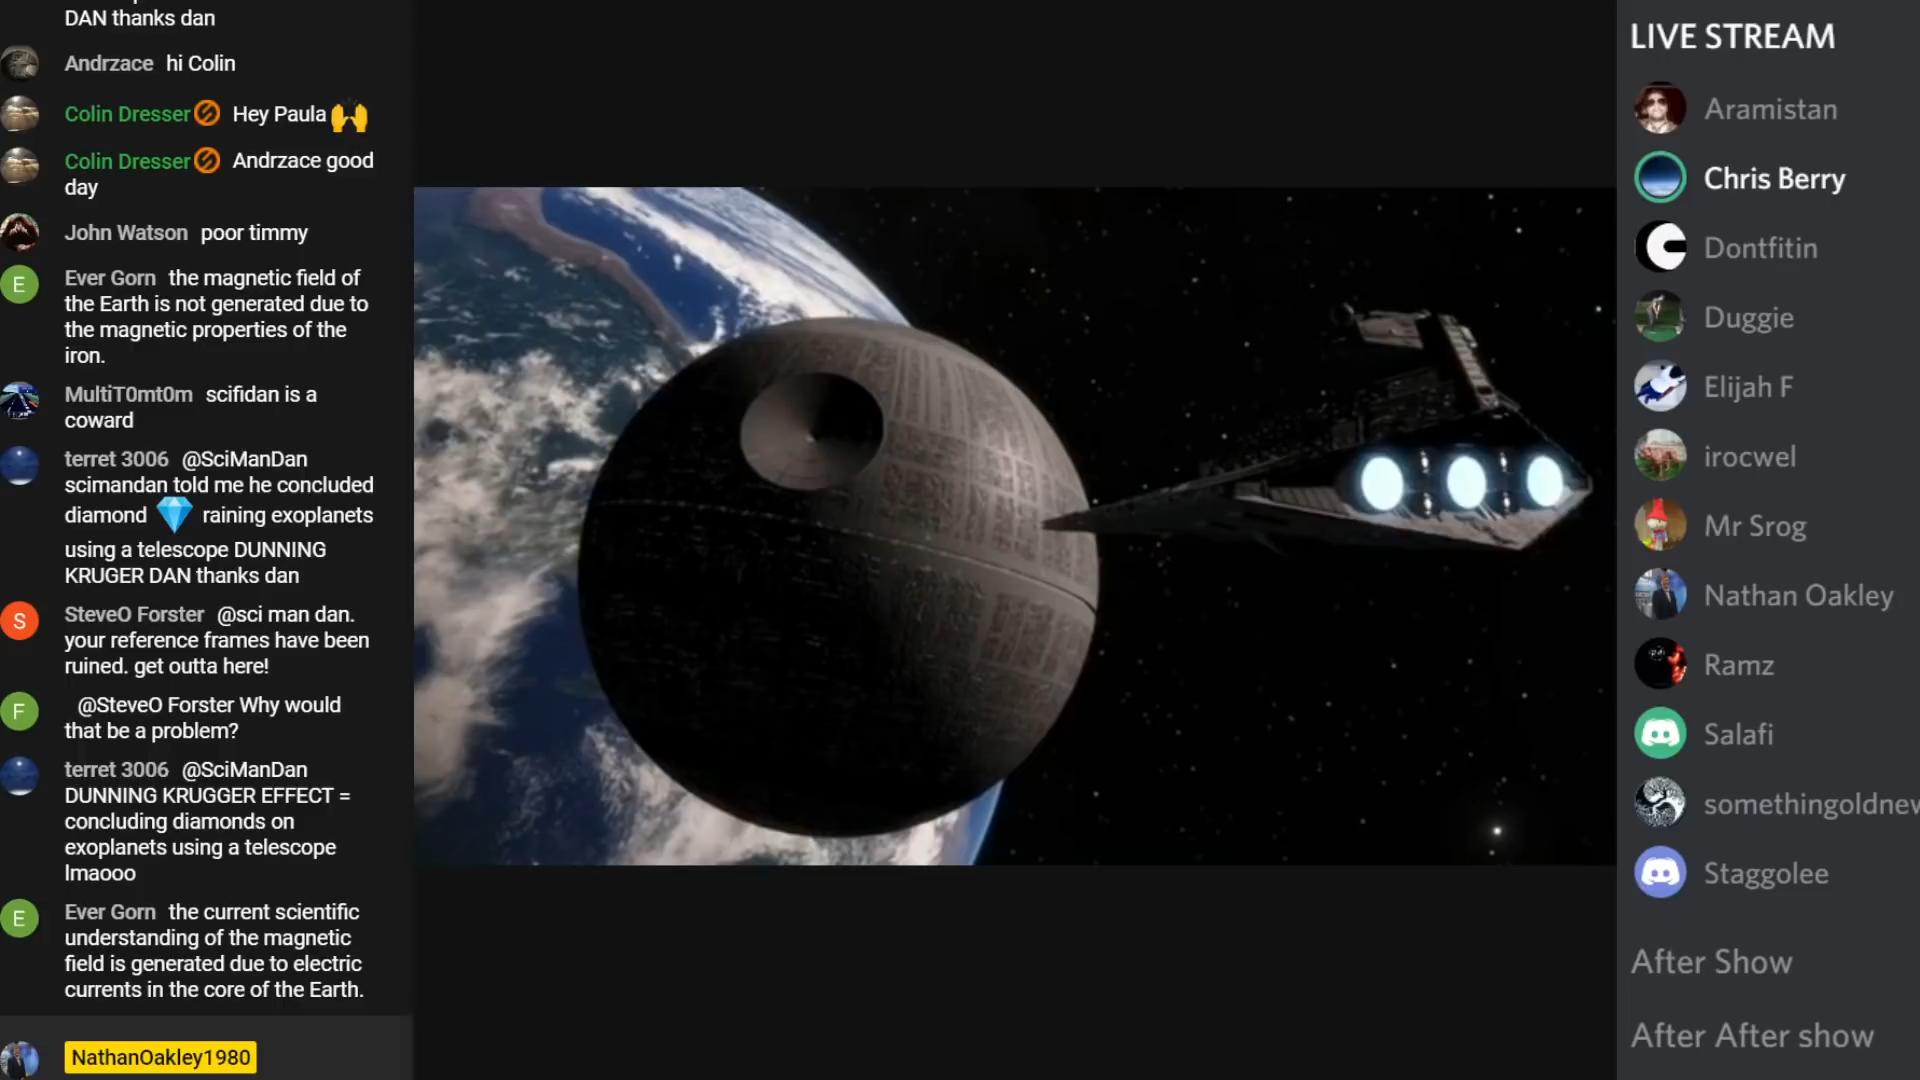 DAN thanks dan
Andrzace hi Colin
Colin Dresser Hey Paula 🙌
Colin Dresser Andrzace good
day
John Watson poor timmy
E Ever Gorn the magnetic field of
the Earth is not generated due to
the magnetic properties of the
iron.
MultiT0mt0m scifidan is a
coward
terret 3006 @SciManDan
scimandan told me he concluded
diamond 💎 raining exoplanets
using a telescope DUNNING
KRUGER DAN thanks dan
S SteveO Forster @sci man dan.
your reference frames have been
ruined. get outta here!
F @SteveO Forster Why would
that be a problem?
terret 3006 @SciManDan
DUNNING KRUGGER EFFECT =
concluding diamonds on
exoplanets using a telescope
lmaooo
E Ever Gorn the current scientific
understanding of the magnetic
field is generated due to electric
currents in the core of the Earth.
NathanOakley1980
LIVE STREAM
Aramistan
Chris Berry
Dontfitin
Duggie
Elijah F
irocwel
Mr Srog
Nathan Oakley
Ramz
Salafi
somethingoldnew
Staggolee
After Show
After After show